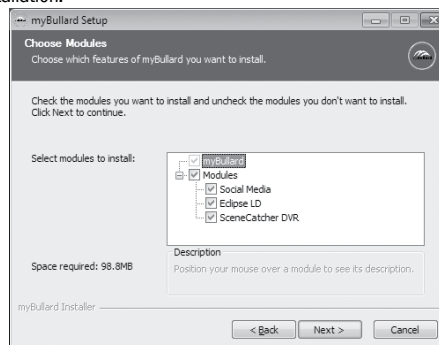 myBullard Setup
Choose Modules
Choose which features of myBullard you want to install.
Check the modules you want to install and uncheck the modules you don't want to install.
Click Next to continue.
Select modules to install:
myBullard
Modules
Social Media
Eclipse LD
SceneCatcher DVR
Space required: 98.8MB
Description
Position your mouse over a module to see its description.
myBullard Installer
< Back
Next >
Cancel